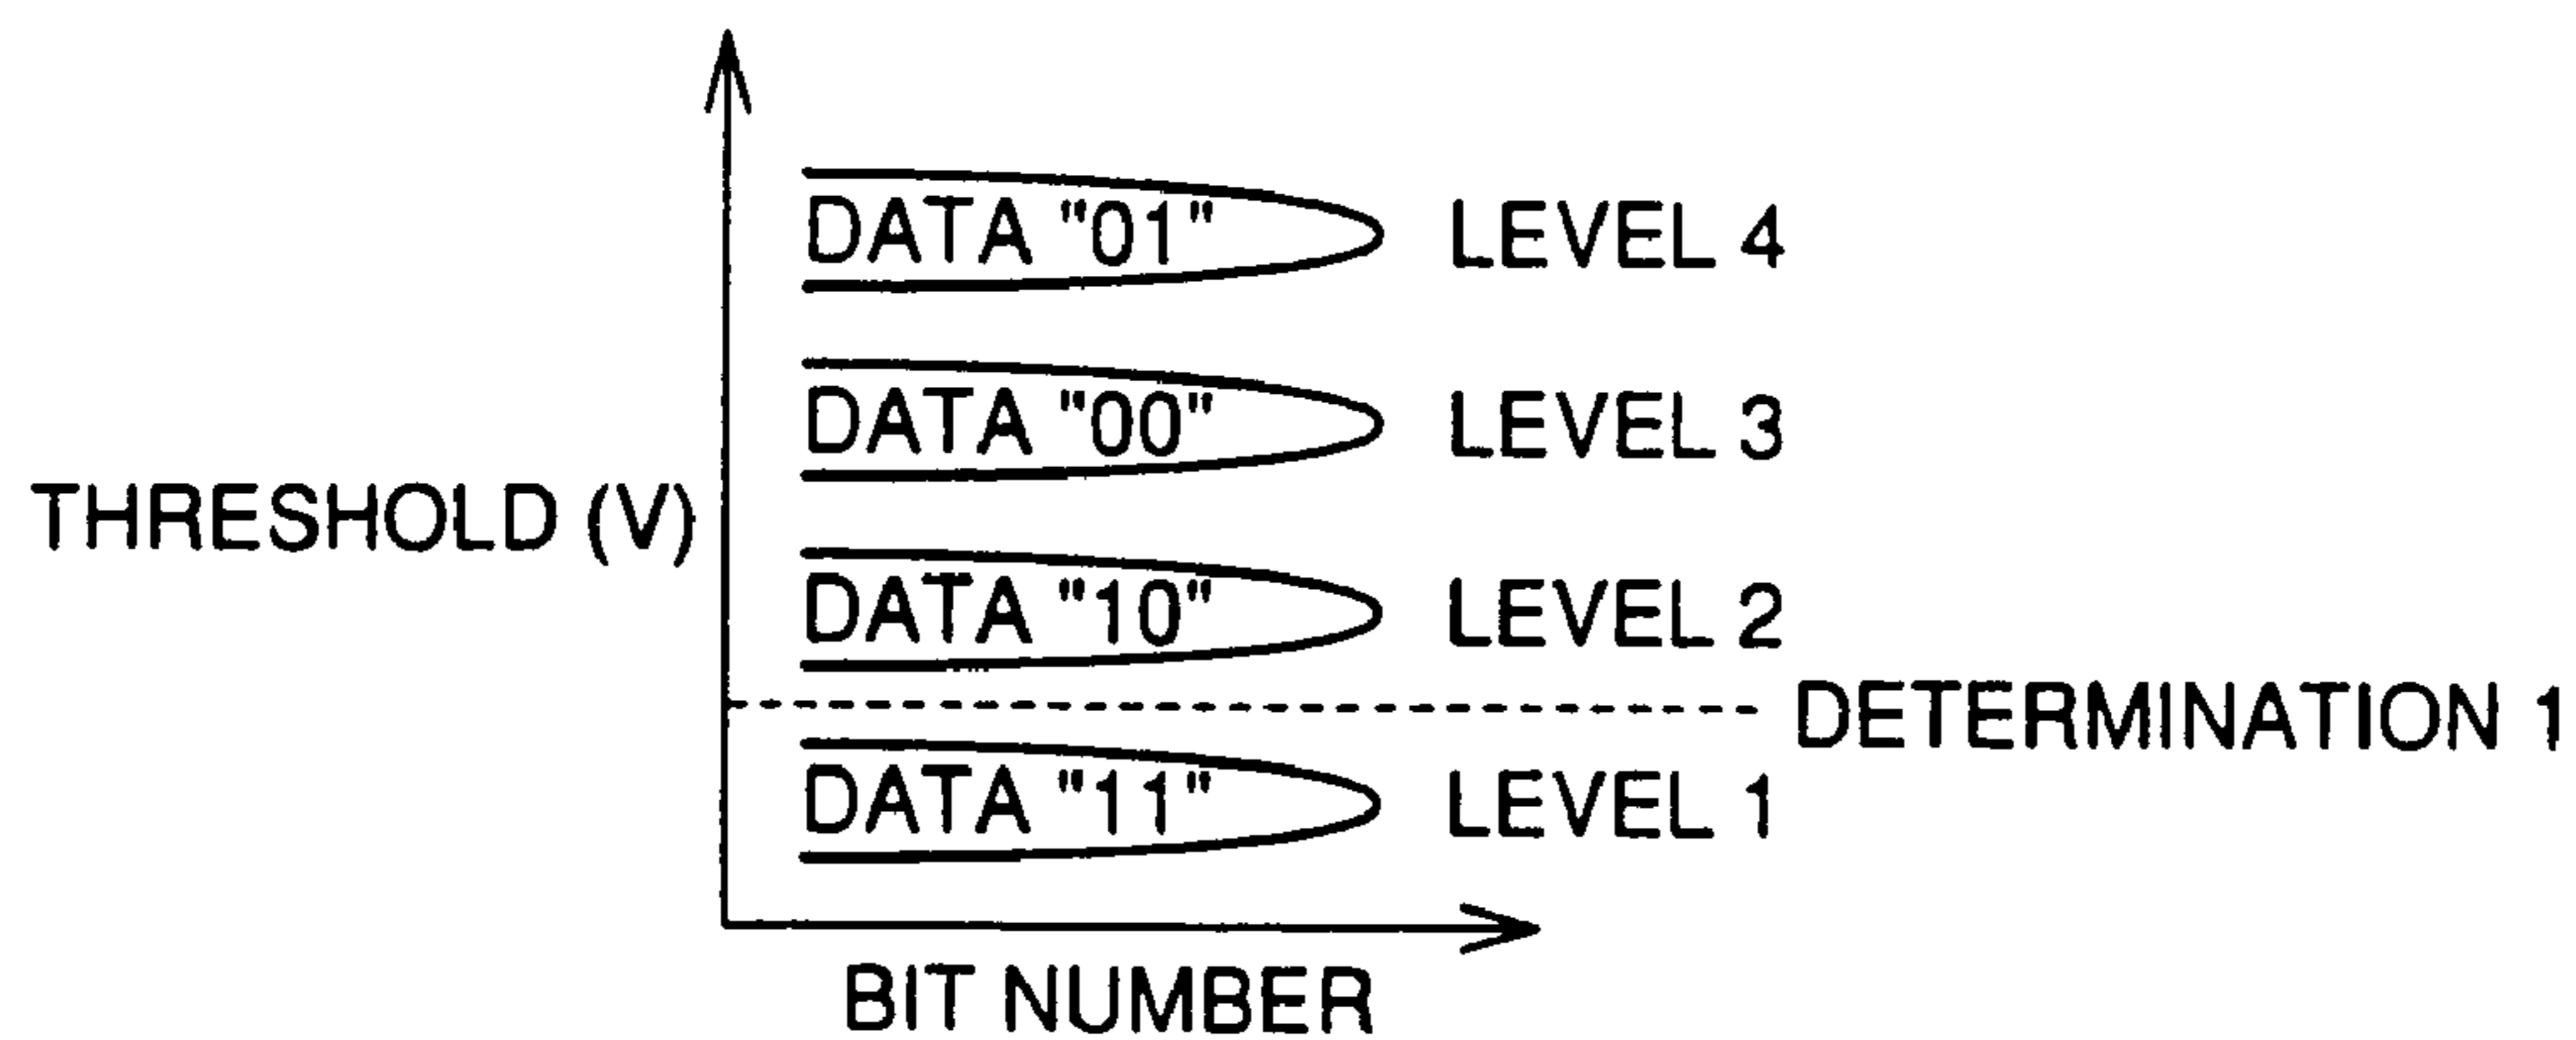 DATA "01" LEVEL 4
DATA "00" LEVEL 3
THRESHOLD (V)
DATA "10" LEVEL 2
DETERMINATION 1
DATA "11" LEVEL 1
BIT NUMBER